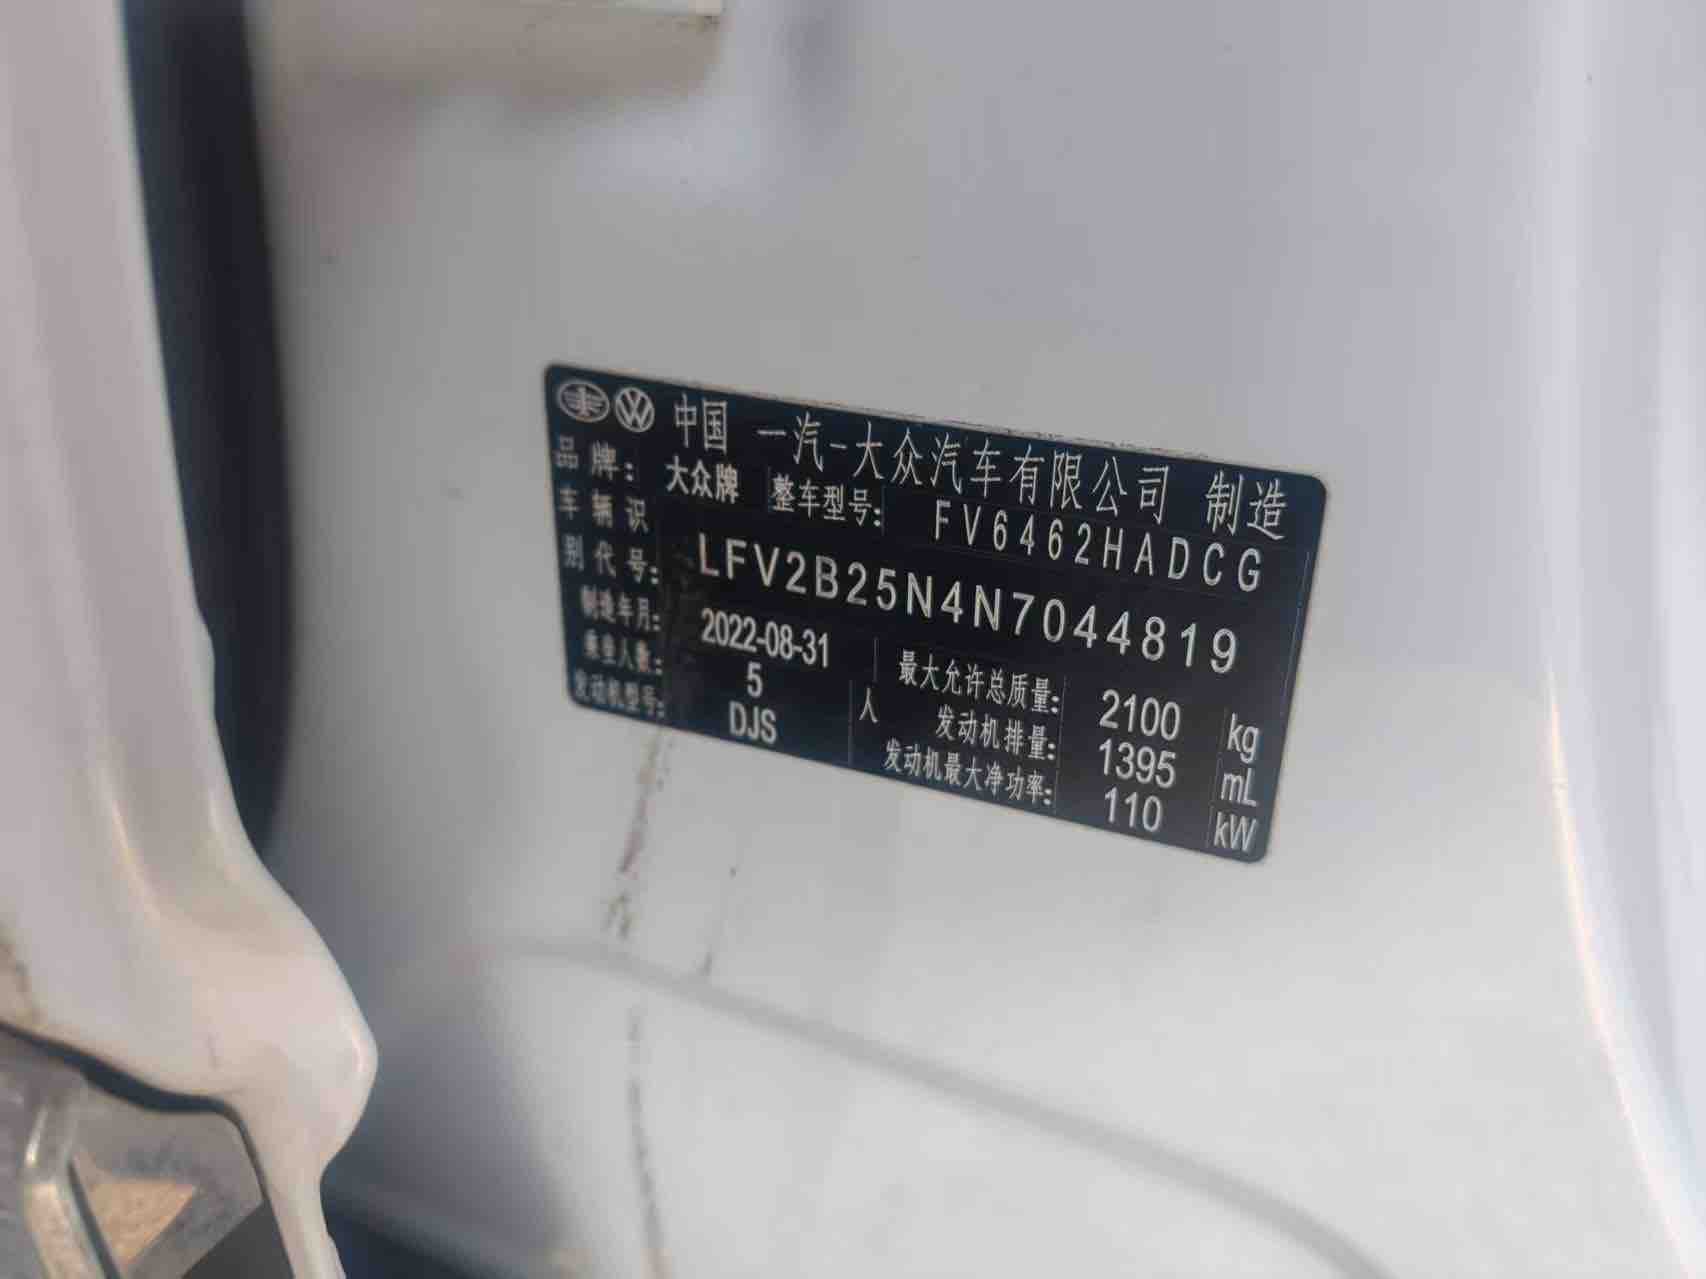 中国 一汽-大众汽车有限公司 制造
品牌: 大众牌 整车型号: FV6462HADCG
车辆识别代号: LFV2B25N4N7044819
制造年月: 2022-08-31 最大允许总质量: 2100 kg
乘坐人数: 5 人 发动机排量: 1395 mL
发动机型号: DJS 发动机最大净功率: 110 kW